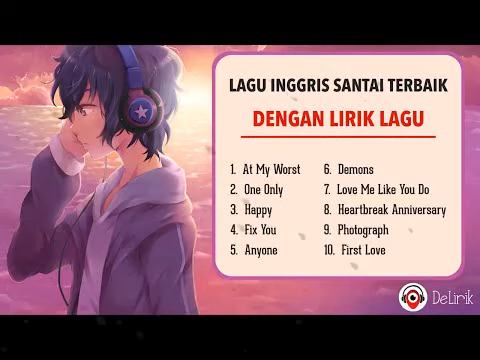 LAGU INGGRIS SANTAI TERBAIK
DENGAN LIRIK LAGU
1. At My Worst
2. One Only
3. Happy
4. Fix You
5. Anyone
6. Demons
7. Love Me Like You Do
8. Heartbreak Anniversary
9. Photograph
10. First Love
DeLirik